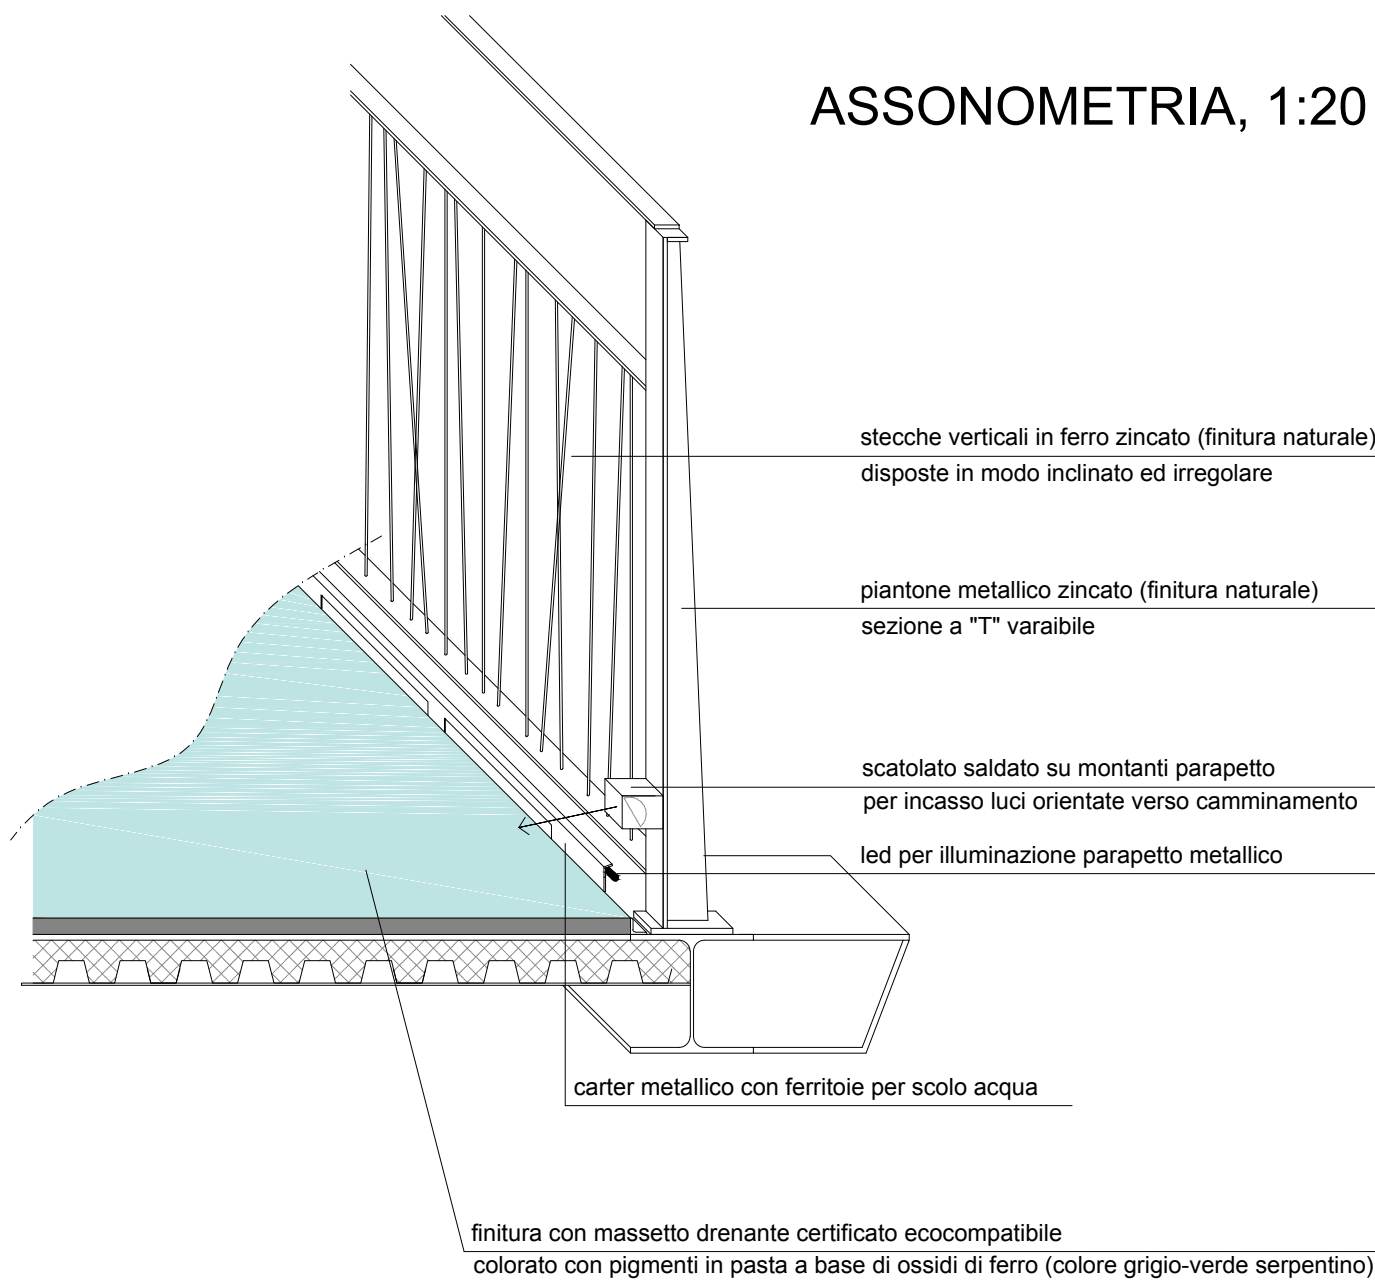 ASSONOMETRIA, 1:20
stecche verticali in ferro zincato (finitura naturale)
disposte in modo inclinato ed irregolare
piantone metallico zincato (finitura naturale)
sezione a "T" varaibile
scatolato saldato su montanti parapetto
per incasso luci orientate verso camminamento
led per illuminazione parapetto metallico
carter metallico con ferritoie per scolo acqua
finitura con massetto drenante certificato ecocompatibile
colorato con pigmenti in pasta a base di ossidi di ferro (colore grigio-verde serpentino)